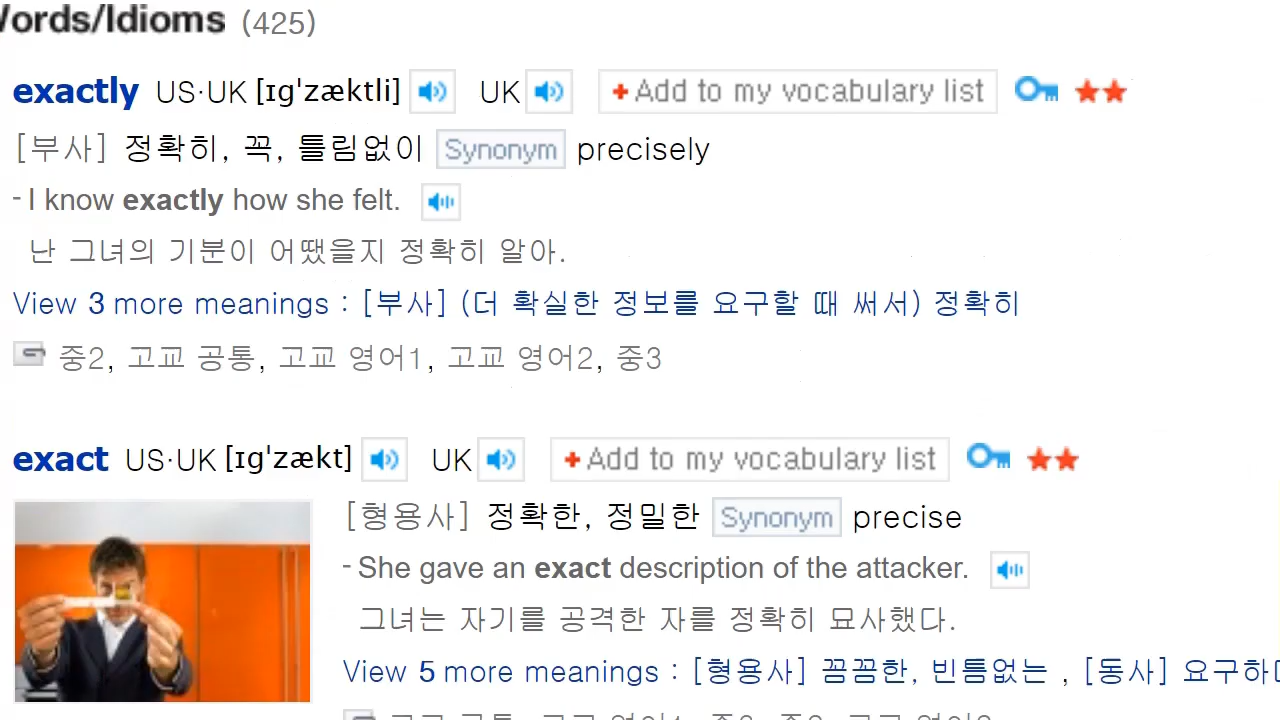 Words/Idioms (425)
exactly US·UK [ɪɡˈzæktli] UK Add to my vocabulary list
[부사] 정확히, 꼭, 틀림없이 Synonym precisely
- I know exactly how she felt.
난 그녀의 기분이 어땠을지 정확히 알아.
View 3 more meanings : [부사] (더 확실한 정보를 요구할 때 써서) 정확히
중2, 고교 공통, 고교 영어1, 고교 영어2, 중3
exact US·UK [ɪɡˈzækt] UK Add to my vocabulary list
[형용사] 정확한, 정밀한 Synonym precise
- She gave an exact description of the attacker.
그녀는 자기를 공격한 자를 정확히 묘사했다.
View 5 more meanings : [형용사] 꼼꼼한, 빈틈없는 , [동사] 요구하다